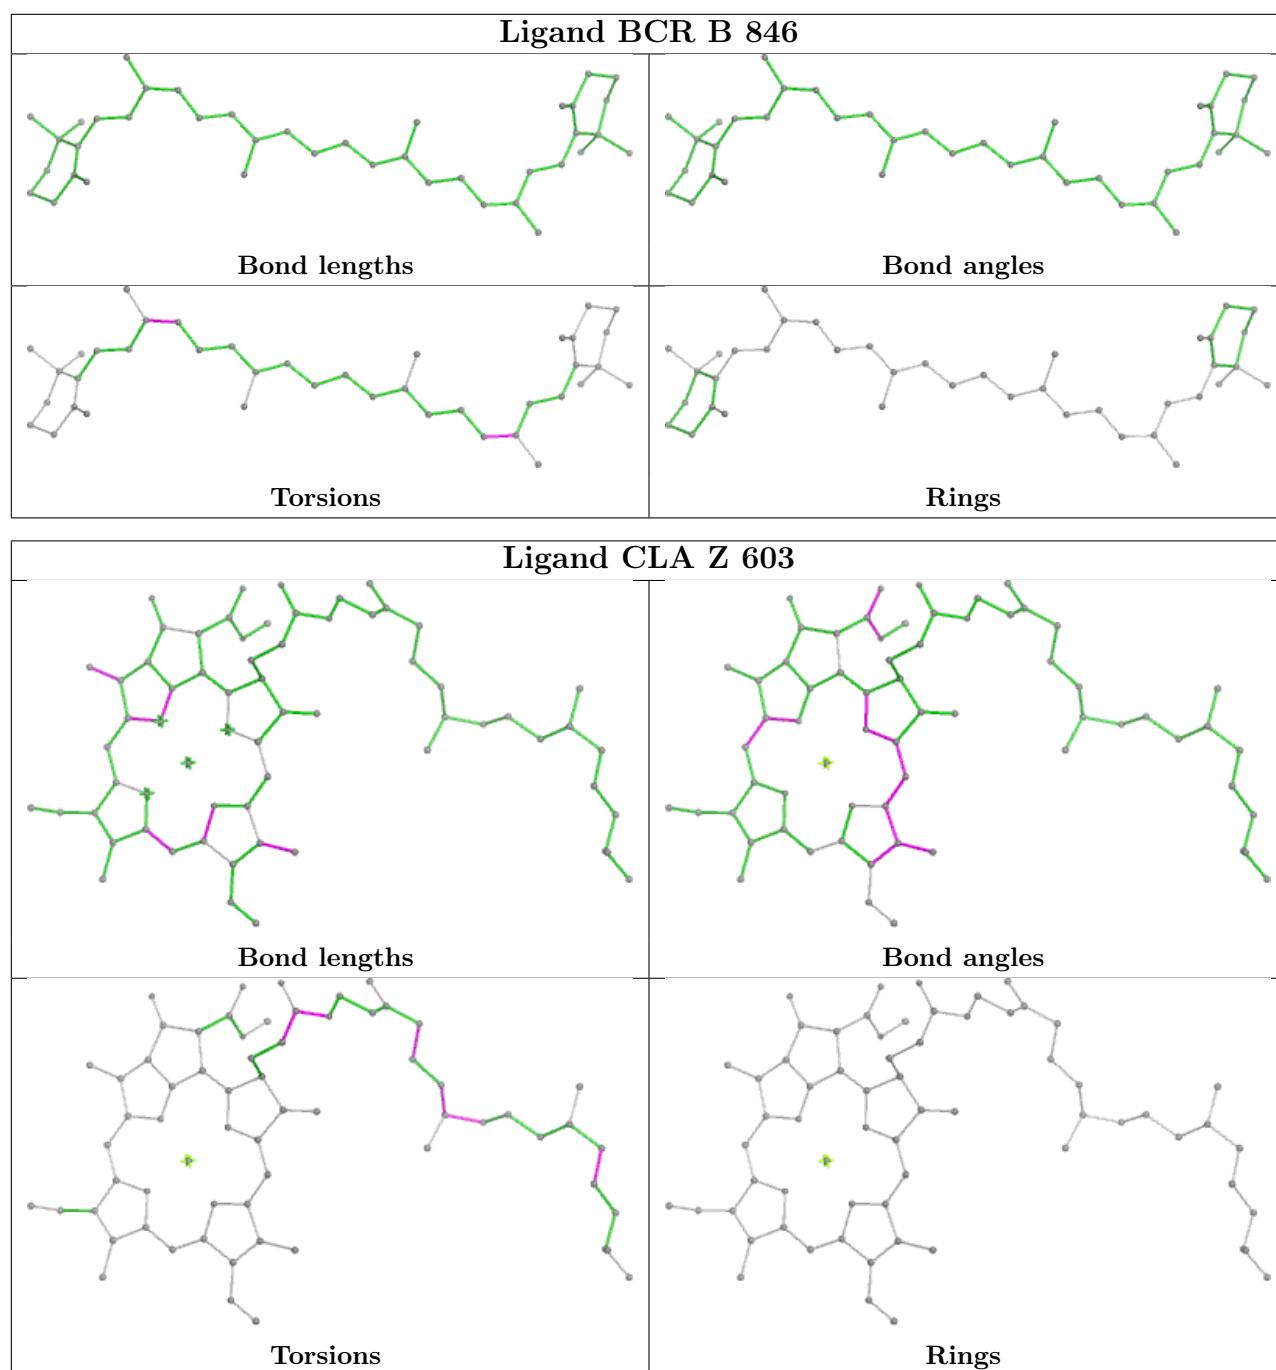 Ligand BCR B 846
Bond lengths
Bond angles
Torsions
Rings
Ligand CLA Z 603
Bond lengths
Bond angles
Torsions
Rings